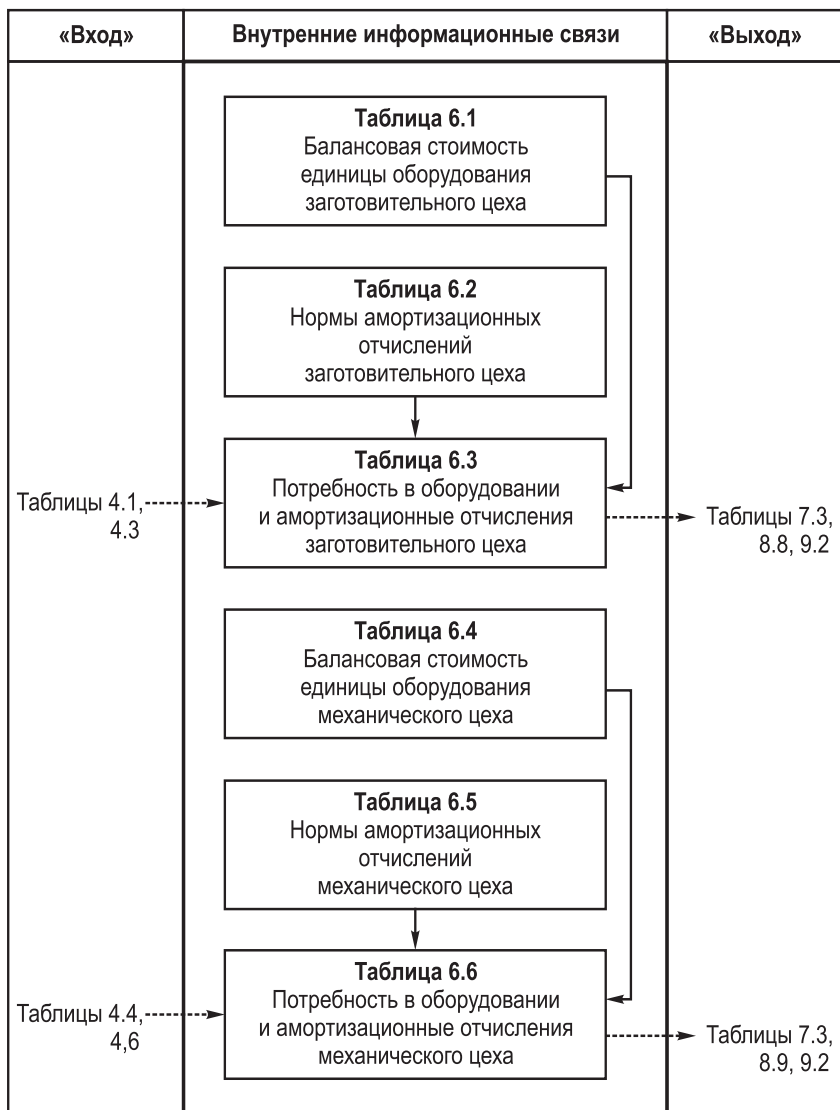 «Вход»
Внутренние информационные связи
«Выход»
Таблица 6.1
Балансовая стоимость
единицы оборудования
заготовительного цеха
Таблица 6.2
Нормы амортизационных
отчислений
заготовительного цеха
Таблица 6.3
Потребность в оборудовании
и амортизационные отчисления
заготовительного цеха
Таблицы 4.1,
4.3
Таблицы 7.3,
8.8, 9.2
Таблица 6.4
Балансовая стоимость
единицы оборудования
механического цеха
Таблица 6.5
Нормы амортизационных
отчислений
механического цеха
Таблица 6.6
Потребность в оборудовании
и амортизационные отчисления
механического цеха
Таблицы 4.4,
4,6
Таблицы 7.3,
8.9, 9.2